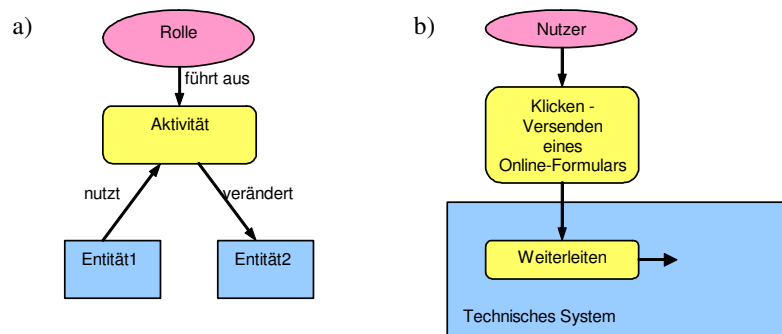 a)
Rolle
führt aus
Aktivität
nutzt
verändert
Entität1
Entität2
b)
Nutzer
Klicken -
Versenden
eines
Online-Formulars
Weiterleiten
Technisches System